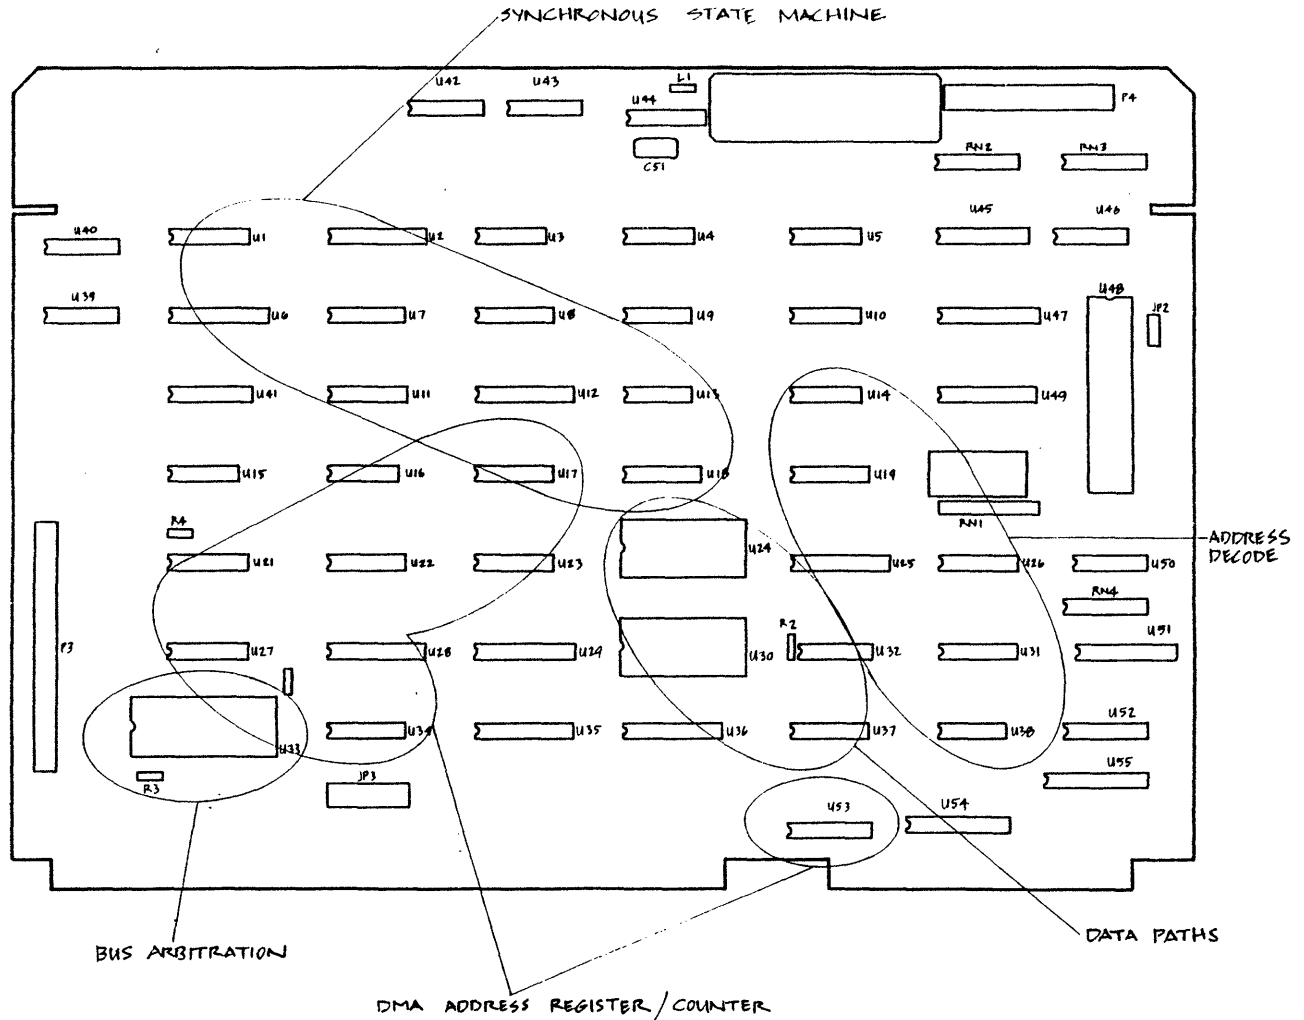 SYNCHRONOUS STATE MACHINE
U42 U43 L1
U44 P4
C51 RN2 RN3
U40 U1 U2 U3 U4 U5 U45 U46
U39 U6 U7 U8 U9 U10 U47 U48 JP2
U41 U11 U12 U13 U14 U49
U15 U16 U17 U18 U19
RN1
R4
U21 U22 U23 U24 U25 U26 U50
ADDRESS
DECODE
RN4
P3 U27 U28 U29 U30 R2 U32 U31 U51
U33 U34 U35 U36 U37 U38 U52
R3 JP3 U55
U53 U54
BUS ARBITRATION
DATA PATHS
DMA ADDRESS REGISTER/COUNTER